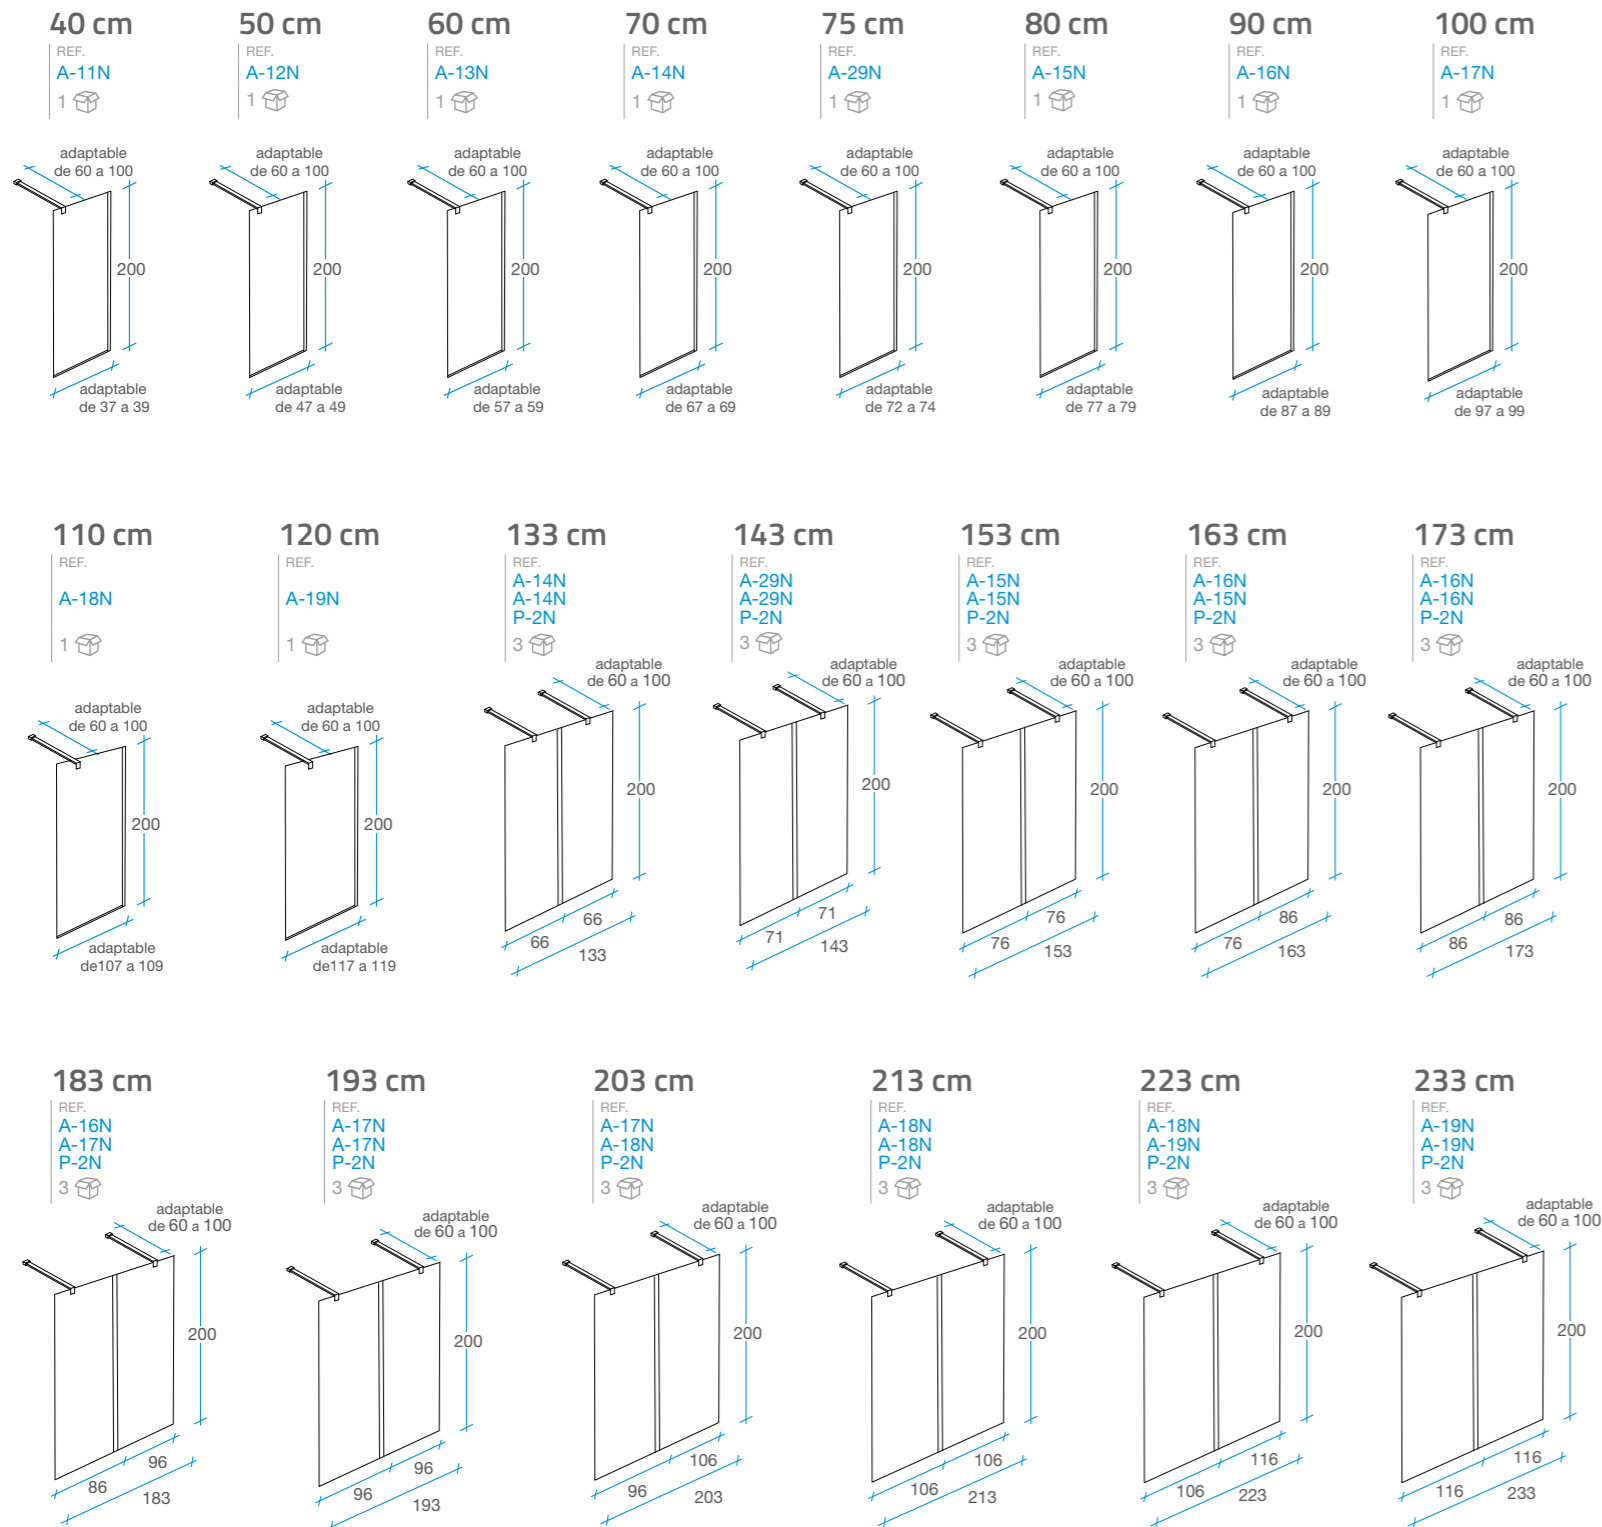 40 cm
REF.
A-11N
1
adaptable
de 60 a 100
200
adaptable
de 37 a 39
50 cm
REF.
A-12N
1
adaptable
de 60 a 100
200
adaptable
de 47 a 49
60 cm
REF.
A-13N
1
adaptable
de 60 a 100
200
adaptable
de 57 a 59
70 cm
REF.
A-14N
1
adaptable
de 60 a 100
200
adaptable
de 67 a 69
75 cm
REF.
A-29N
1
adaptable
de 60 a 100
200
adaptable
de 72 a 74
80 cm
REF.
A-15N
1
adaptable
de 60 a 100
200
adaptable
de 77 a 79
90 cm
REF.
A-16N
1
adaptable
de 60 a 100
200
adaptable
de 87 a 89
100 cm
REF.
A-17N
1
adaptable
de 60 a 100
200
adaptable
de 97 a 99
110 cm
REF.
A-18N
1
adaptable
de 60 a 100
200
adaptable
de107 a 109
120 cm
REF.
A-19N
1
adaptable
de 60 a 100
200
adaptable
de117 a 119
133 cm
REF.
A-14N
A-14N
P-2N
3
adaptable
de 60 a 100
200
66
66
133
143 cm
REF.
A-29N
A-29N
P-2N
3
adaptable
de 60 a 100
200
71
71
143
153 cm
REF.
A-15N
A-15N
P-2N
3
adaptable
de 60 a 100
200
76
76
153
163 cm
REF.
A-16N
A-15N
P-2N
3
adaptable
de 60 a 100
200
86
76
163
173 cm
REF.
A-16N
A-16N
P-2N
3
adaptable
de 60 a 100
200
86
86
173
183 cm
REF.
A-16N
A-17N
P-2N
3
adaptable
de 60 a 100
200
96
86
183
193 cm
REF.
A-17N
A-17N
P-2N
3
adaptable
de 60 a 100
200
96
96
193
203 cm
REF.
A-17N
A-18N
P-2N
3
adaptable
de 60 a 100
200
106
96
203
213 cm
REF.
A-18N
A-18N
P-2N
3
adaptable
de 60 a 100
200
106
106
213
223 cm
REF.
A-18N
A-19N
P-2N
3
adaptable
de 60 a 100
200
116
106
223
233 cm
REF.
A-19N
A-19N
P-2N
3
adaptable
de 60 a 100
200
116
116
233